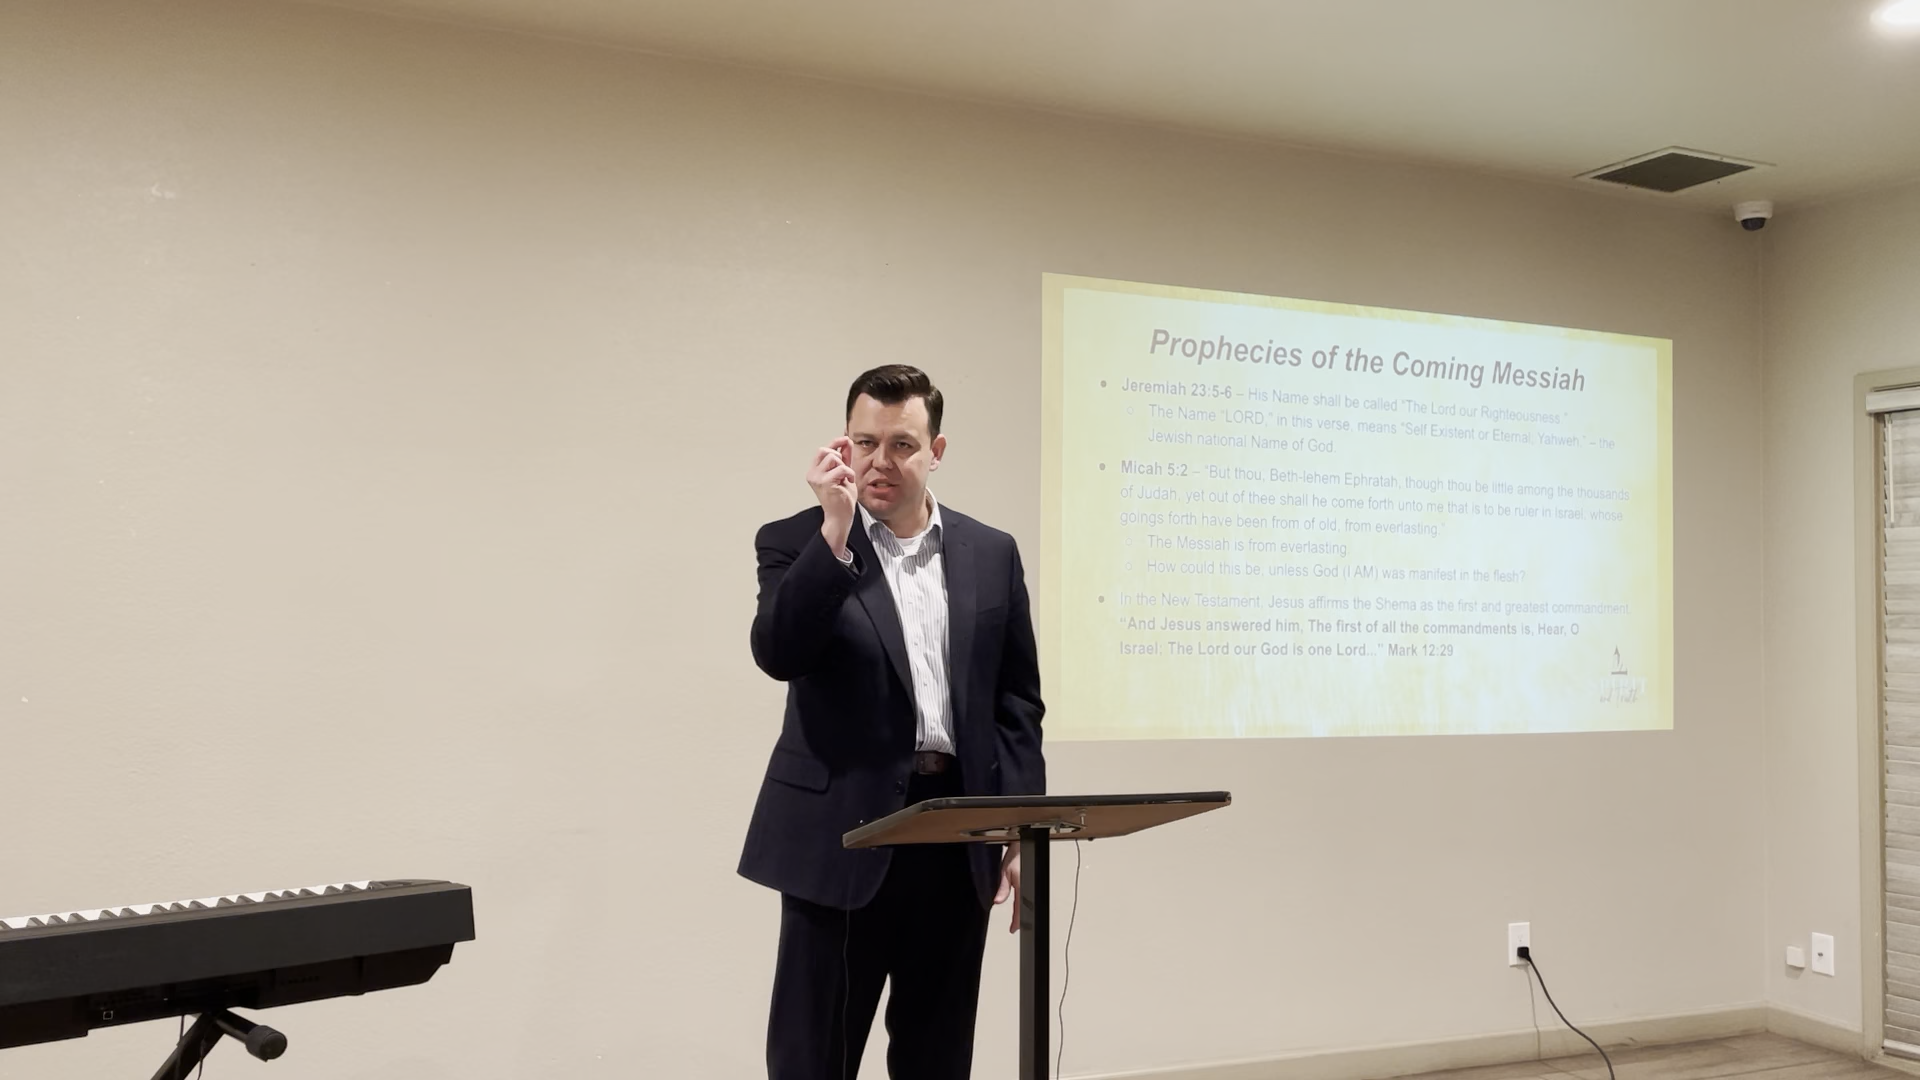 Prophecies of the Coming Messiah
• Jeremiah 23:5-6 – His Name shall be called "The Lord our Righteousness."
○ The Name "LORD," in this verse, means "Self Existent or Eternal, Yahweh." – the
Jewish national Name of God.
• Micah 5:2 – "But thou, Beth-lehem Ephratah, though thou be little among the thousands
of Judah, yet out of thee shall he come forth unto me that is to be ruler in Israel; whose
goings forth have been from of old, from everlasting."
○ The Messiah is from everlasting.
○ How could this be, unless God (I AM) was manifest in the flesh?
• In the New Testament, Jesus affirms the Shema as the first and greatest commandment.
"And Jesus answered him, The first of all the commandments is, Hear, O
Israel; The Lord our God is one Lord..." Mark 12:29
and Truth